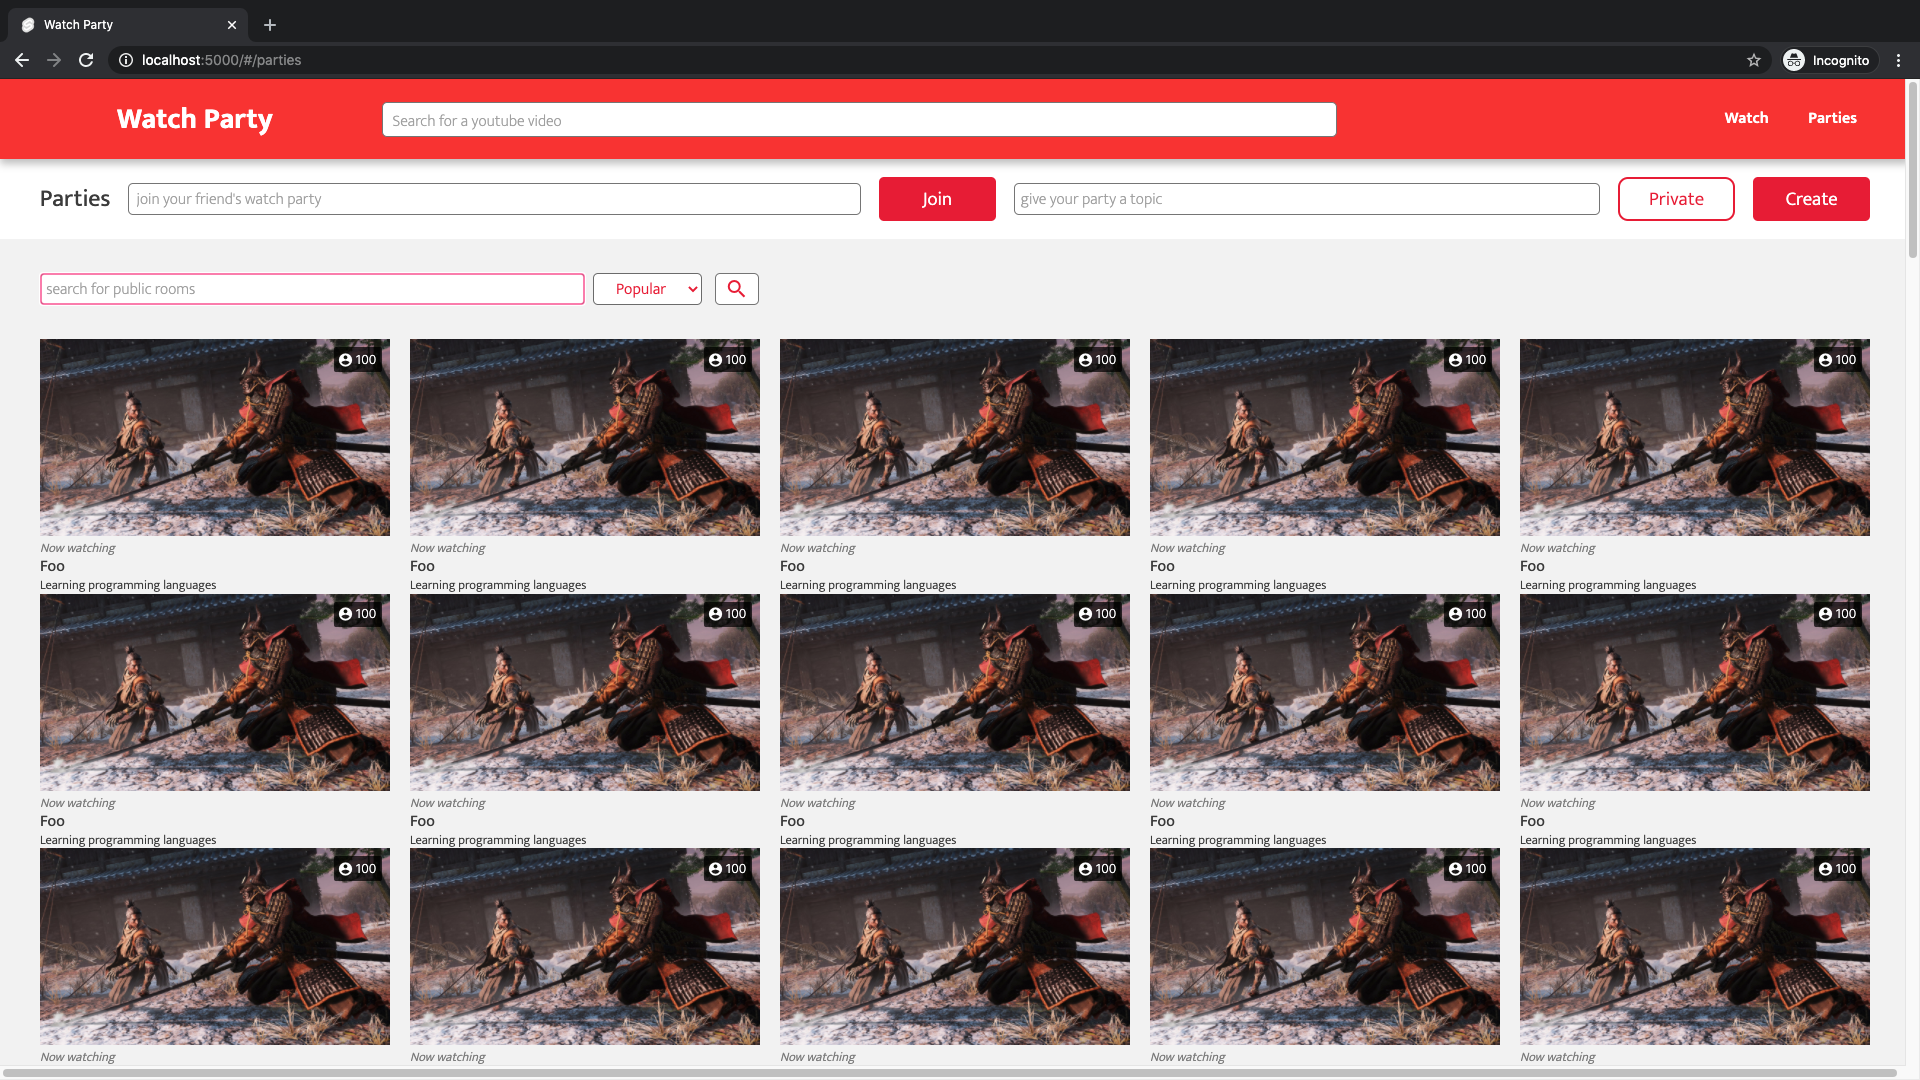 Watch Party
localhost:5000/#/parties
Incognito
Watch Party
Search for a youtube video
Watch
Parties
Parties
join your friend's watch party
Join
give your party a topic
Private
Create
search for public rooms
Popular
100 100 100 100 100
Now watching Now watching Now watching Now watching Now watching
Foo Foo Foo Foo Foo
Learning programming languages Learning programming languages Learning programming languages Learning programming languages Learning programming languages
100 100 100 100 100
Now watching Now watching Now watching Now watching Now watching
Foo Foo Foo Foo Foo
Learning programming languages Learning programming languages Learning programming languages Learning programming languages Learning programming languages
100 100 100 100 100
Now watching Now watching Now watching Now watching Now watching